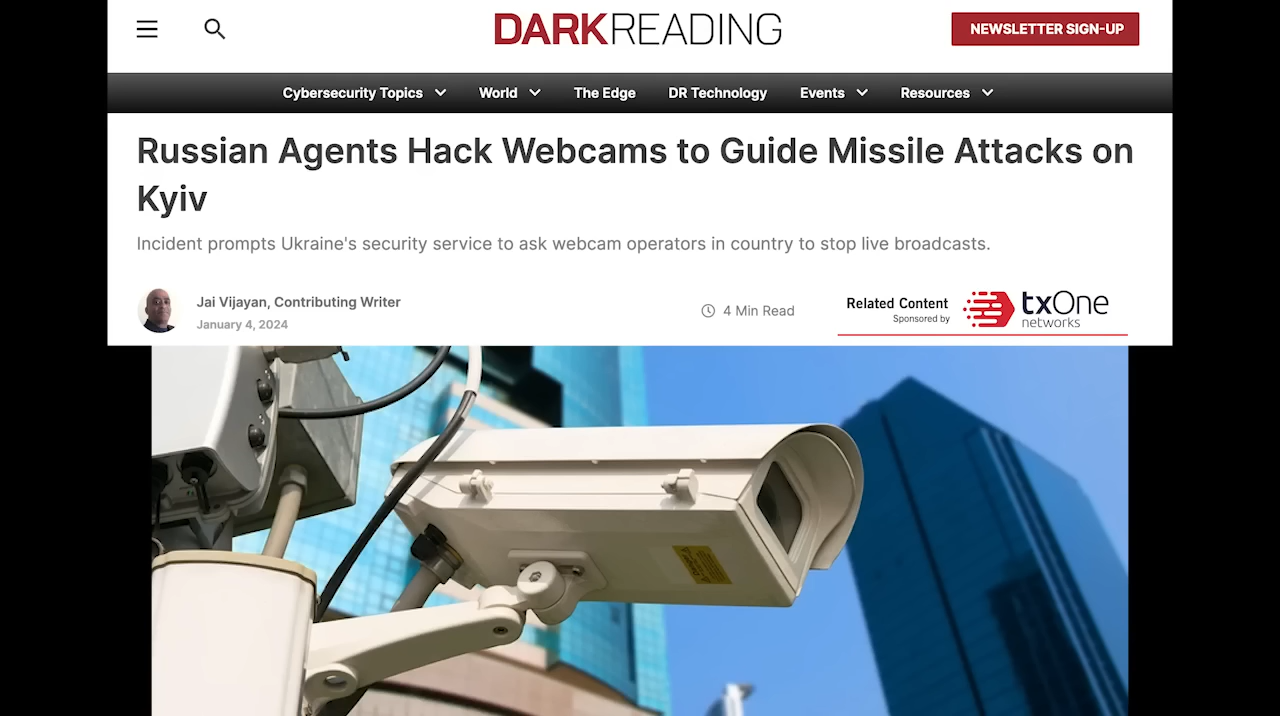 DARKREADING
NEWSLETTER SIGN-UP
Cybersecurity Topics World The Edge DR Technology Events Resources
Russian Agents Hack Webcams to Guide Missile Attacks on
Kyiv
Incident prompts Ukraine's security service to ask webcam operators in country to stop live broadcasts.
Jai Vijayan, Contributing Writer
January 4, 2024
4 Min Read
Related Content
Sponsored by
txOne
networks